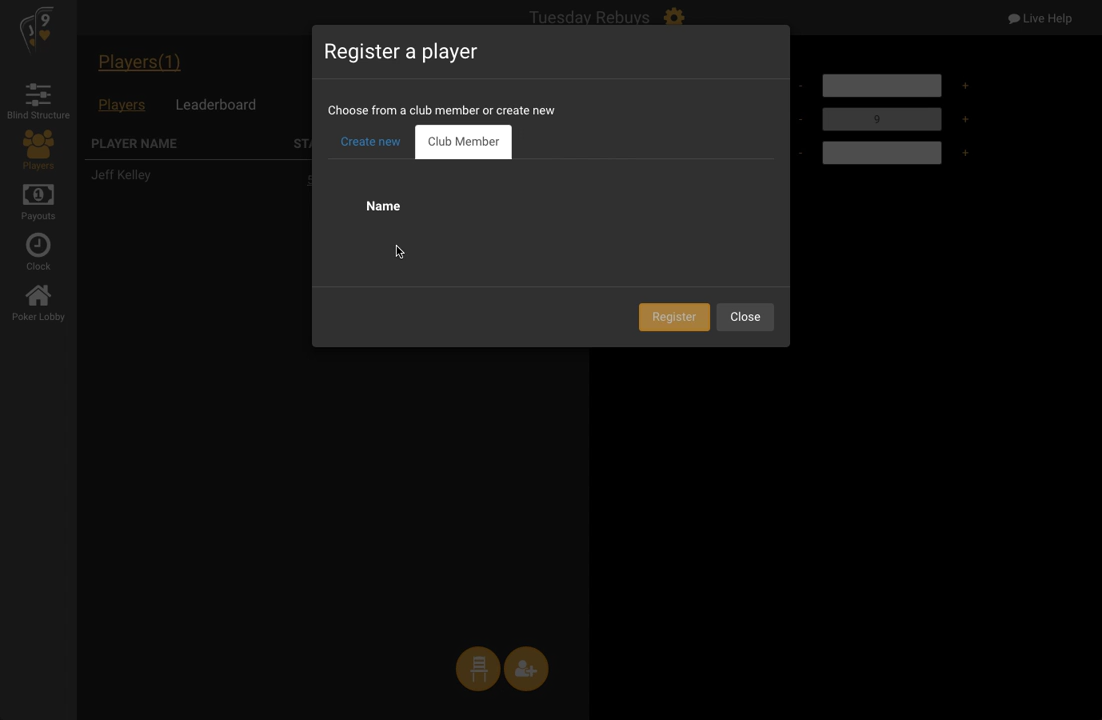 Tuesday Rebuys
Live Help
Register a player
Players(1)
Players Leaderboard
PLAYER NAME
Jeff Kelley
Blind Structure
Players
Payouts
Clock
Poker Lobby
Choose from a club member or create new
Create new Club Member
Name
Register Close
- +
- 9 +
- +